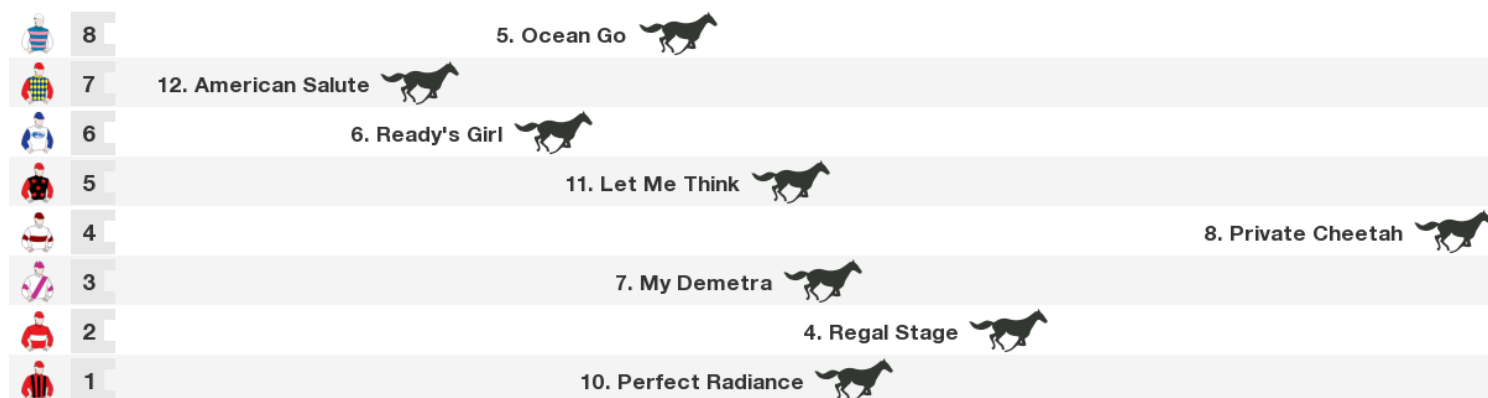 8 5. Ocean Go
7 12. American Salute
6 6. Ready's Girl
5 11. Let Me Think
4 8. Private Cheetah
3 7. My Demetra
2 4. Regal Stage
1 10. Perfect Radiance